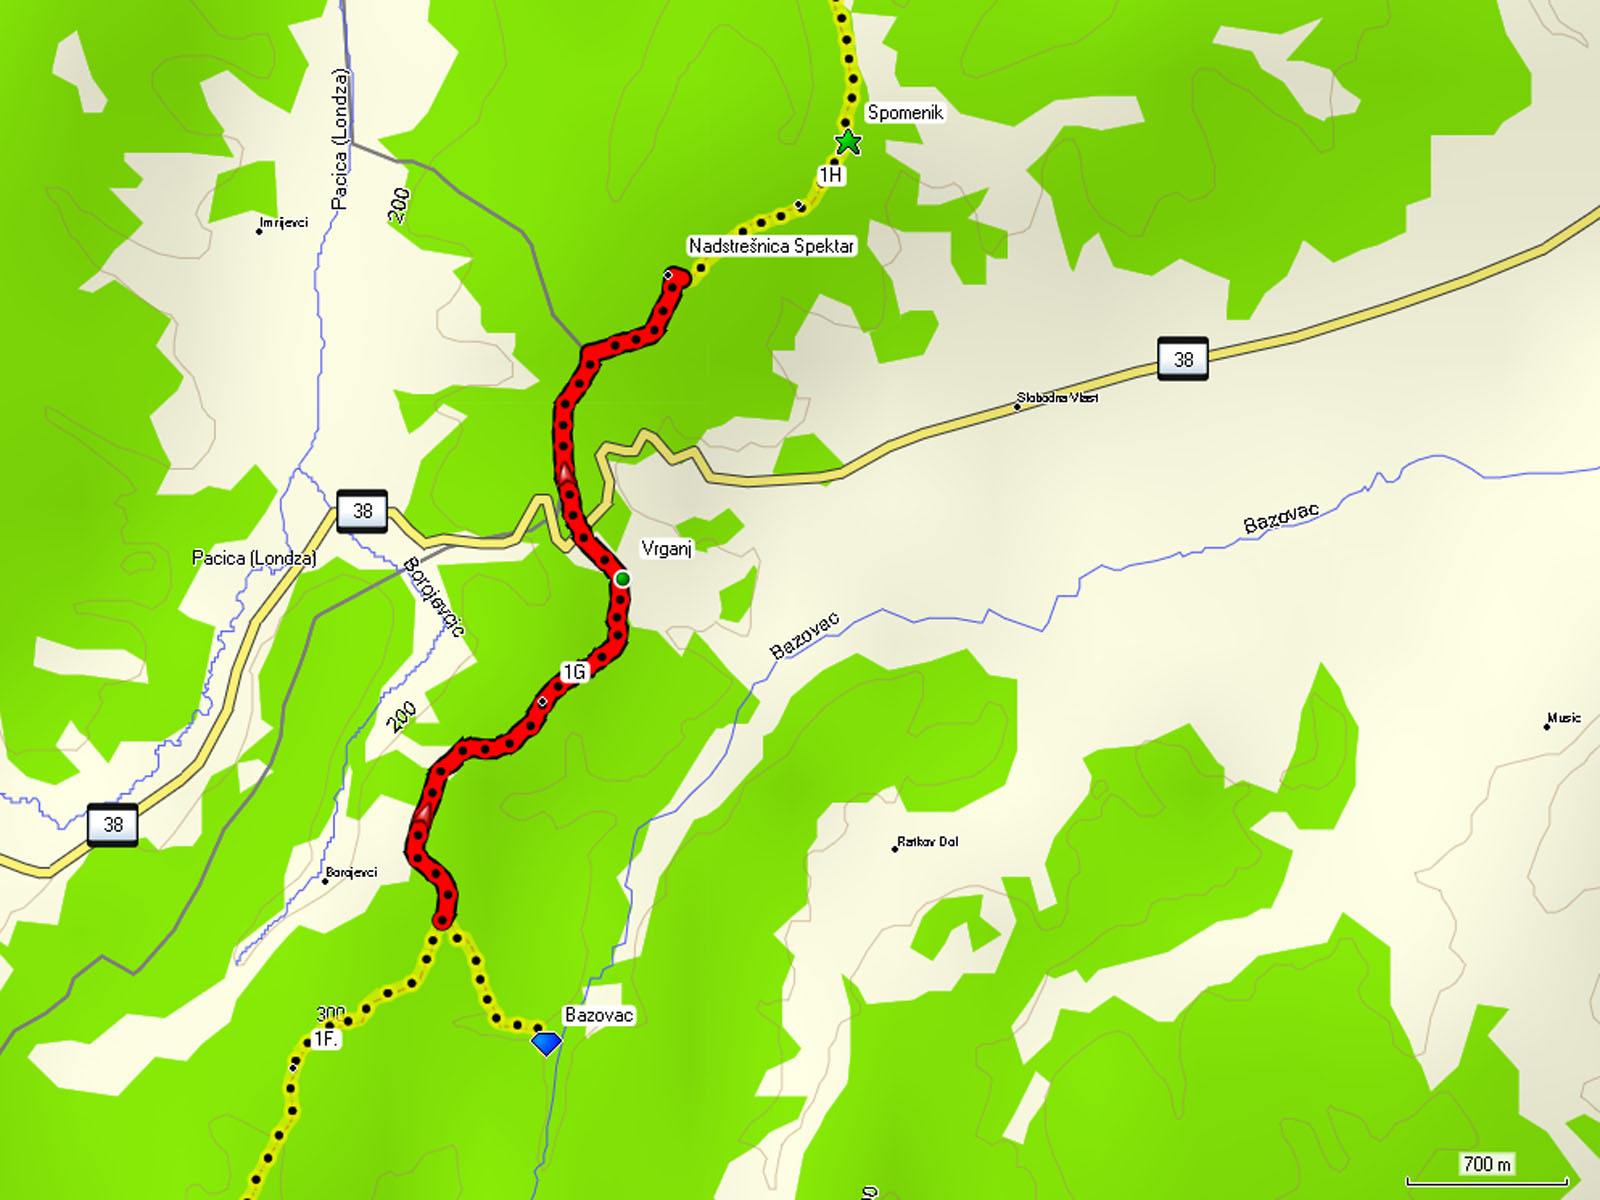 Spomenik
Pacica (Londza)
1H
200
Imrijevci
Nadstrešnica Spektar
38
Slobodna Vlast
38
Bazovac
Vrganj
Pacica (Londza)
Borojevcic
Bazovac
1G
200
Music
38
Ratkov Dol
Borojevci
300
Bazovac
1F.
700 m